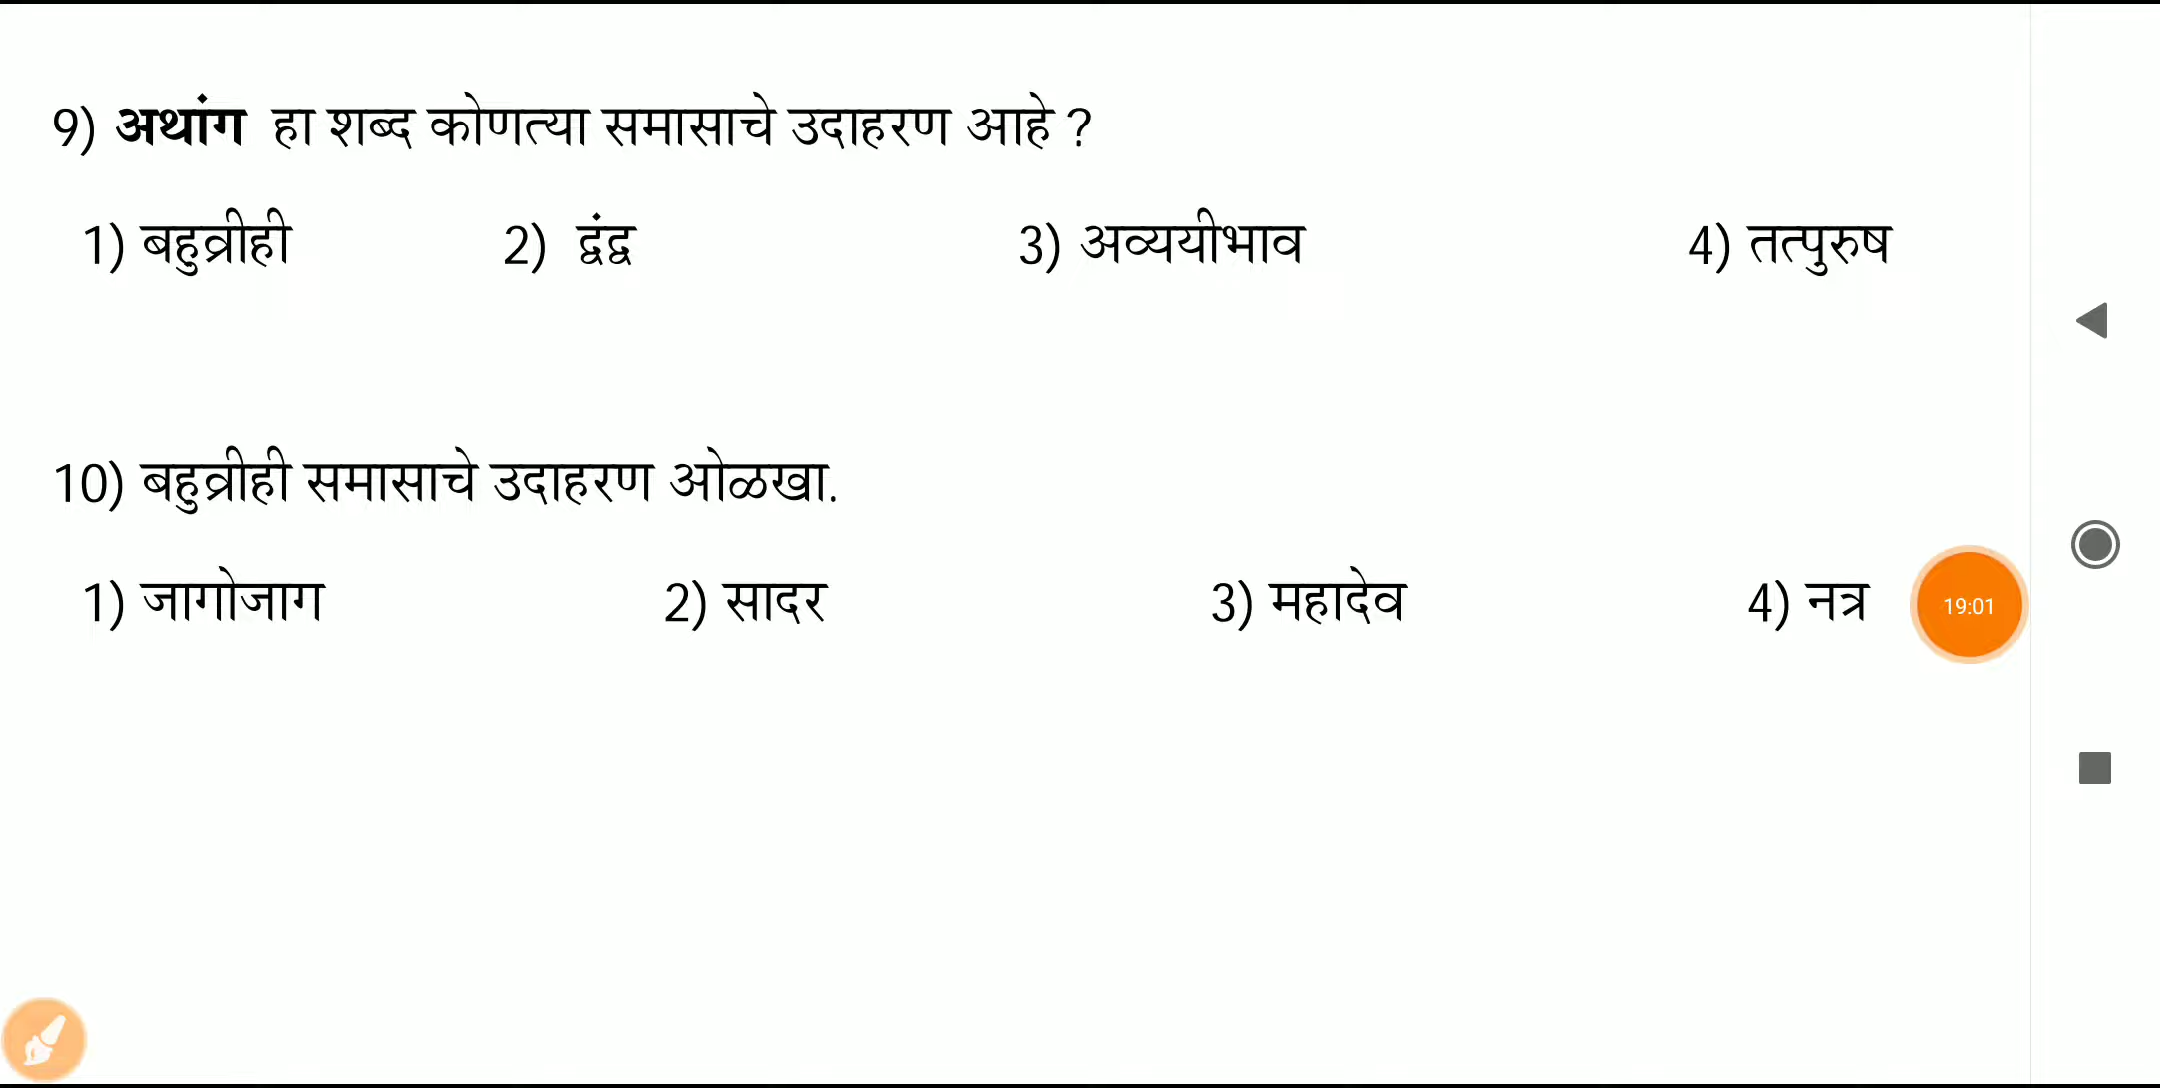 9) अथांग हा शब्द कोणत्या समासाचे उदाहरण आहे ?
1) बहुव्रीही 2) द्वंद्व 3) अव्ययीभाव 4) तत्पुरुष
10) बहुव्रीही समासाचे उदाहरण ओळखा.
1) जागोजाग 2) सादर 3) महादेव 4) नत्र
19:01